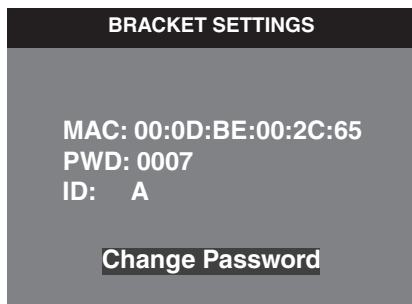 BRACKET SETTINGS
MAC: 00:0D:BE:00:2C:65
PWD: 0007
ID: A
Change Password